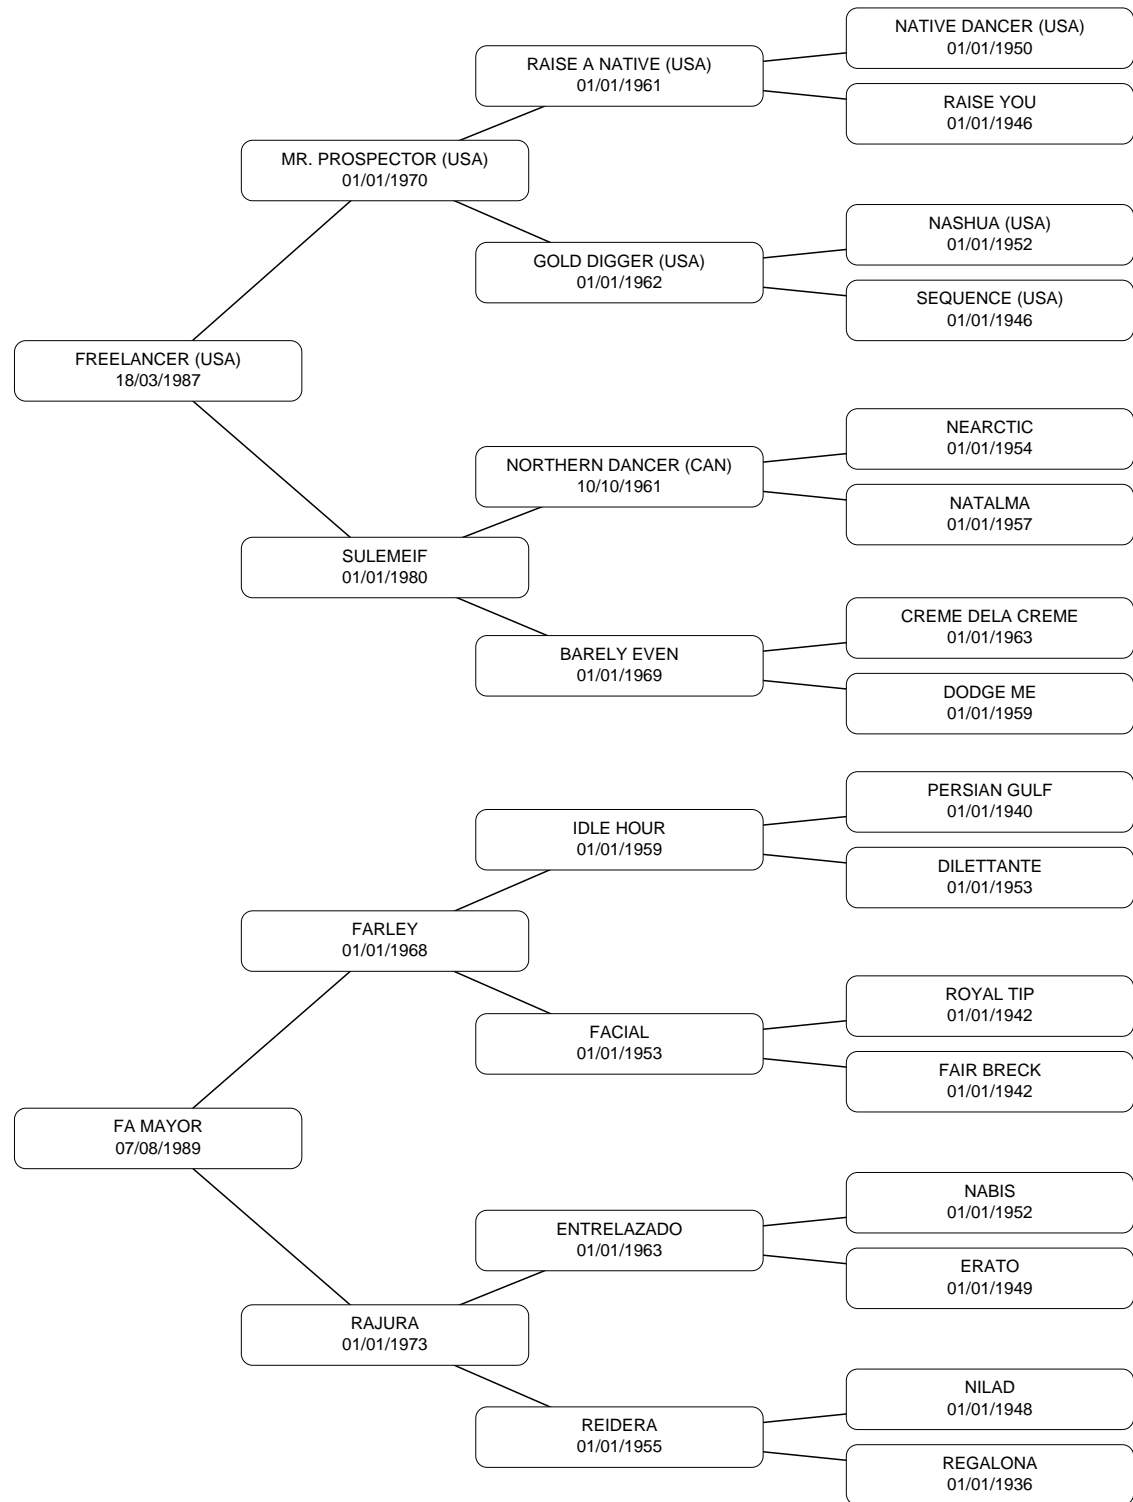 NATIVE DANCER (USA)
01/01/1950
RAISE A NATIVE (USA)
01/01/1961
RAISE YOU
01/01/1946
MR. PROSPECTOR (USA)
01/01/1970
NASHUA (USA)
01/01/1952
GOLD DIGGER (USA)
01/01/1962
SEQUENCE (USA)
01/01/1946
FREELANCER (USA)
18/03/1987
NEARCTIC
01/01/1954
NORTHERN DANCER (CAN)
10/10/1961
NATALMA
01/01/1957
SULEMEIF
01/01/1980
CREME DELA CREME
01/01/1963
BARELY EVEN
01/01/1969
DODGE ME
01/01/1959
PERSIAN GULF
01/01/1940
IDLE HOUR
01/01/1959
DILETTANTE
01/01/1953
FARLEY
01/01/1968
ROYAL TIP
01/01/1942
FACIAL
01/01/1953
FAIR BRECK
01/01/1942
FA MAYOR
07/08/1989
NABIS
01/01/1952
ENTRELAZADO
01/01/1963
ERATO
01/01/1949
RAJURA
01/01/1973
NILAD
01/01/1948
REIDERA
01/01/1955
REGALONA
01/01/1936